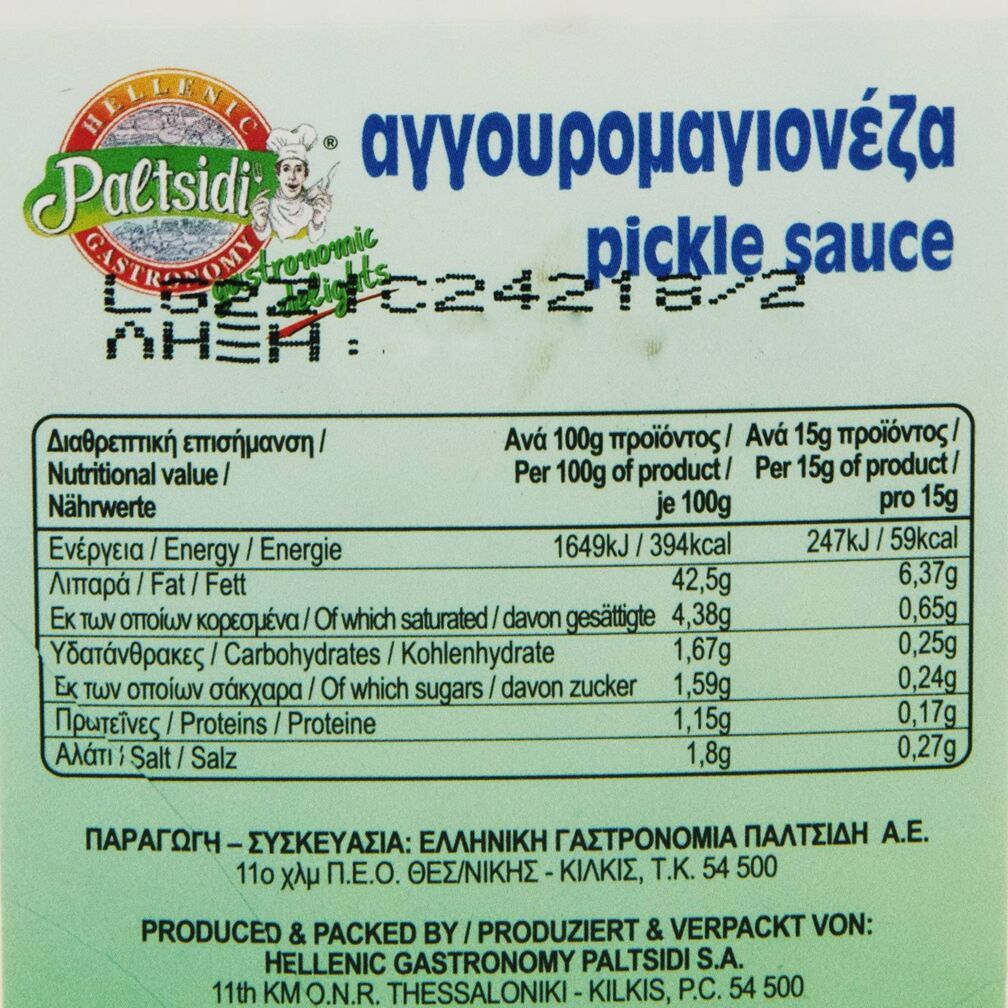 HELLENIC
Paltsidi
GASTRONOMY
gastronomic
delights
®
αγγουρομαγιονέζα
pickle sauce
C24218/2
ΛΗΞΗ:
Διαθρεπτική επισήμανση / Ανά 100g προϊόντος / Ανά 15g προϊόντος /
Nutritional value / Per 100g of product / Per 15g of product /
Nährwerte je 100g pro 15g
Ενέργεια / Energy / Energie 1649kJ / 394kcal 247kJ / 59kcal
Λιπαρά / Fat / Fett 42,5g 6,37g
Εκ των οποίων κορεσμένα / Of which saturated / davon gesättigte 4,38g 0,65g
Υδατάνθρακες / Carbohydrates / Kohlenhydrate 1,67g 0,25g
Εκ των οποίων σάκχαρα / Of which sugars / davon zucker 1,59g 0,24g
Πρωτεΐνες / Proteins / Proteine 1,15g 0,17g
Αλάτι / Salt / Salz 1,8g 0,27g
ΠΑΡΑΓΩΓΗ – ΣΥΣΚΕΥΑΣΙΑ: ΕΛΛΗΝΙΚΗ ΓΑΣΤΡΟΝΟΜΙΑ ΠΑΛΤΣΙΔΗ Α.Ε.
11ο χλμ Π.Ε.Ο. ΘΕΣ/ΝΙΚΗΣ - ΚΙΛΚΙΣ, Τ.Κ. 54 500
PRODUCED & PACKED BY / PRODUZIERT & VERPACKT VON:
HELLENIC GASTRONOMY PALTSIDI S.A.
11th KM O.N.R. THESSALONIKI - KILKIS, P.C. 54 500